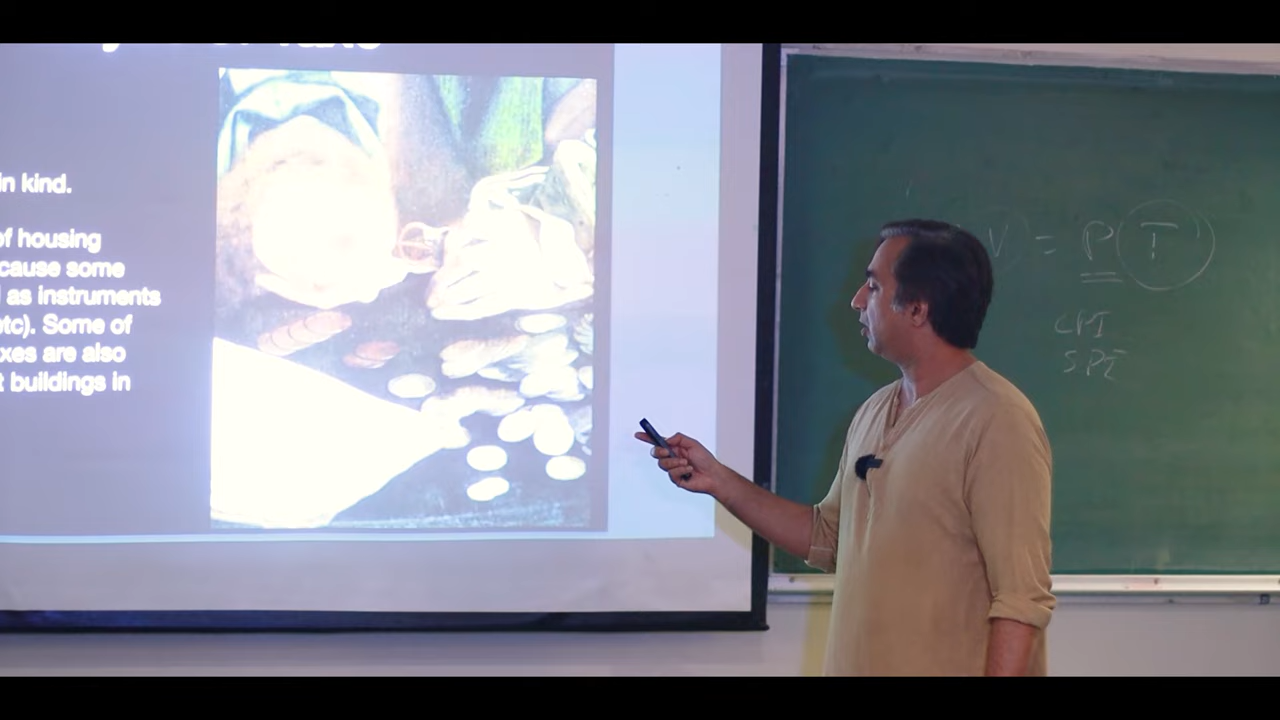 in kind.
of housing
cause some
as instruments
etc). Some of
xes are also
buildings in
V = P T
CPI
SPI